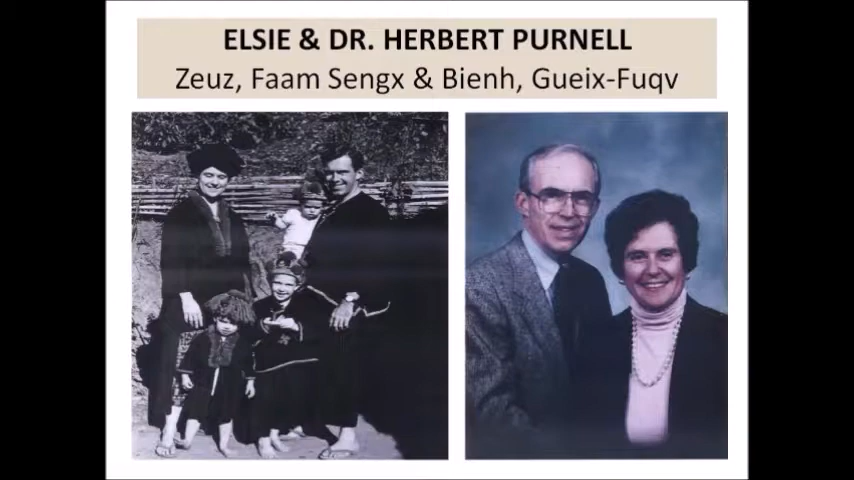 ELSIE & DR. HERBERT PURNELL
Zeuz, Faam Sengx & Bienh, Gueix-Fuqv